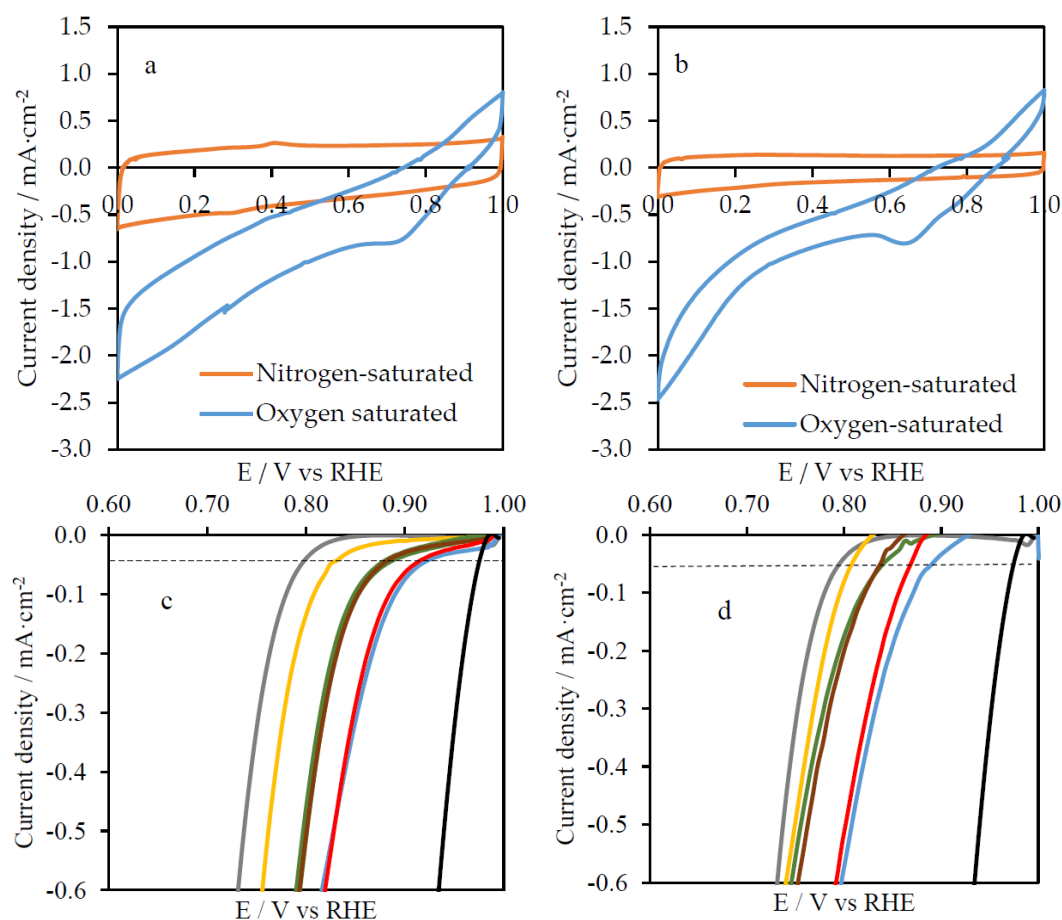 a
1.5
1.0
0.5
0.0
-0.5
-1.0
-1.5
-2.0
-2.5
-3.0
0.0 0.2 0.4 0.6 0.8 1.0
Current density / mA·cm-2
Nitrogen-saturated
Oxygen saturated
E / V vs RHE
b
1.5
1.0
0.5
0.0
-0.5
-1.0
-1.5
-2.0
-2.5
-3.0
0.0 0.2 0.4 0.6 0.8 1.0
Current density / mA·cm-2
Nitrogen-saturated
Oxygen-saturated
E / V vs RHE
0.60 0.70 0.80 0.90 1.00
0.0
-0.1
-0.2
-0.3
-0.4
-0.5
-0.6
c
Current density / mA·cm-2
E / V vs RHE
0.60 0.70 0.80 0.90 1.00
0.0
-0.1
-0.2
-0.3
-0.4
-0.5
-0.6
d
Current density / mA·cm-2
E / V vs RHE